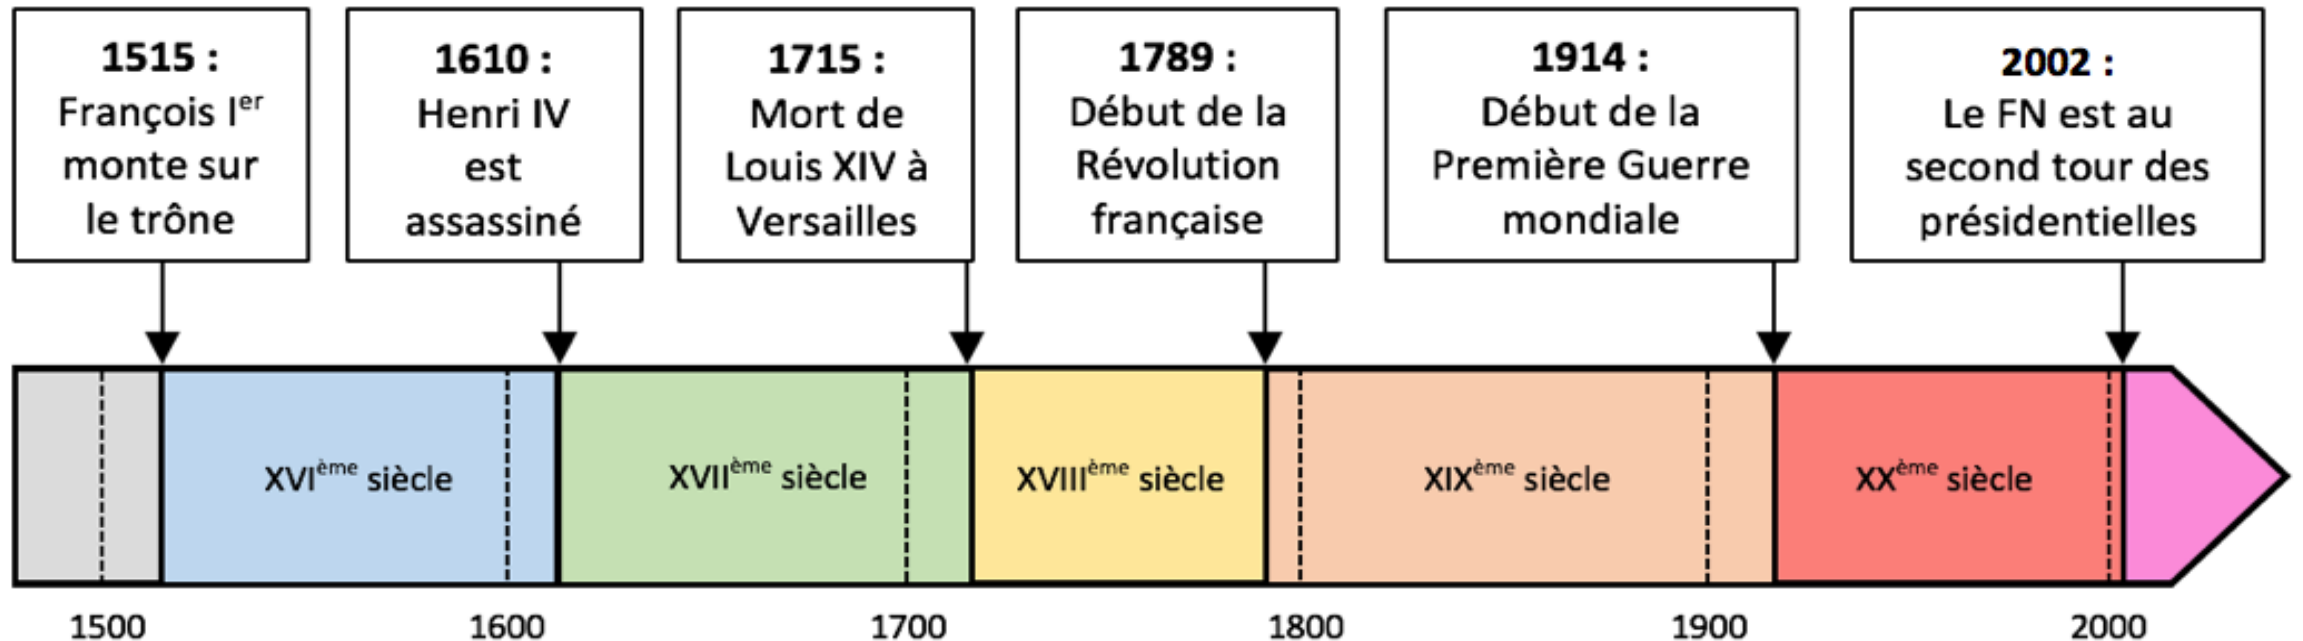 1515 :
François Ier
monte sur
le trône
1610 :
Henri IV
est
assassiné
1715 :
Mort de
Louis XIV à
Versailles
1789 :
Début de la
Révolution
française
1914 :
Début de la
Première Guerre
mondiale
2002 :
Le FN est au
second tour des
présidentielles
XVIème siècle
XVIIème siècle
XVIIIème siècle
XIXème siècle
XXème siècle
1500
1600
1700
1800
1900
2000